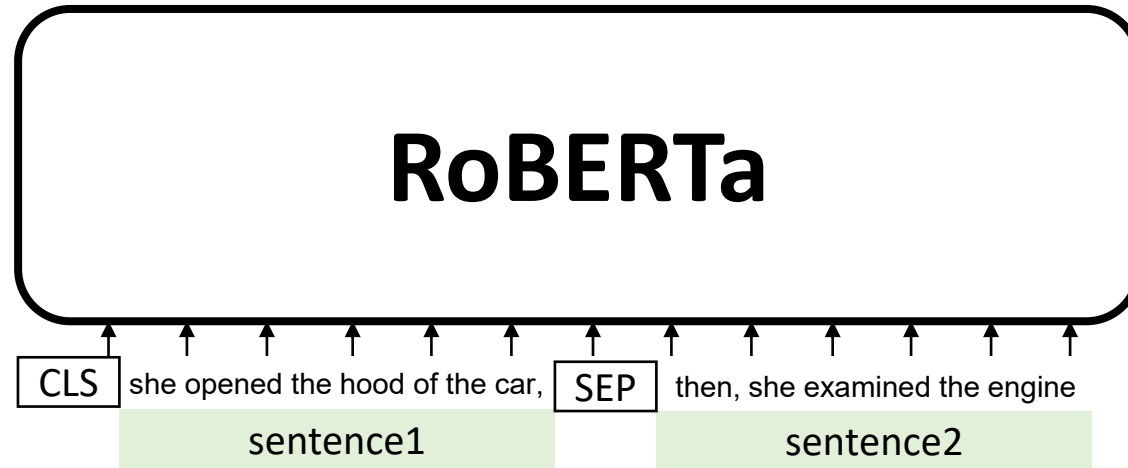 RoBERTa
CLS she opened the hood of the car, SEP then, she examined the engine
sentence1 sentence2